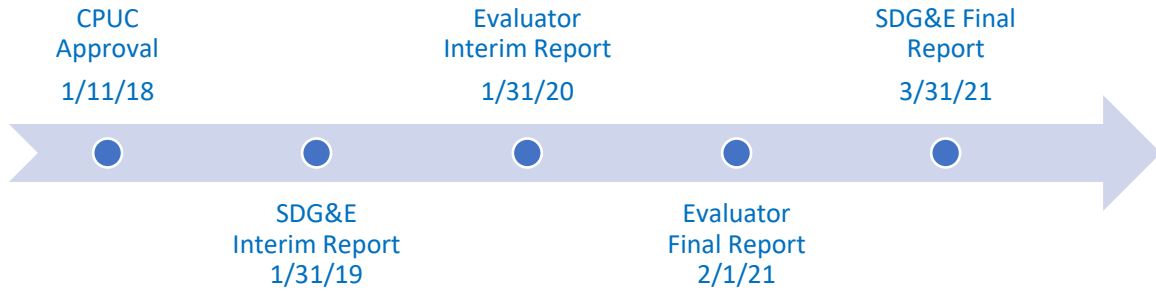 CPUC
Approval
1/11/18
SDG&E
Interim Report
1/31/19
Evaluator
Interim Report
1/31/20
Evaluator
Final Report
2/1/21
SDG&E Final
Report
3/31/21